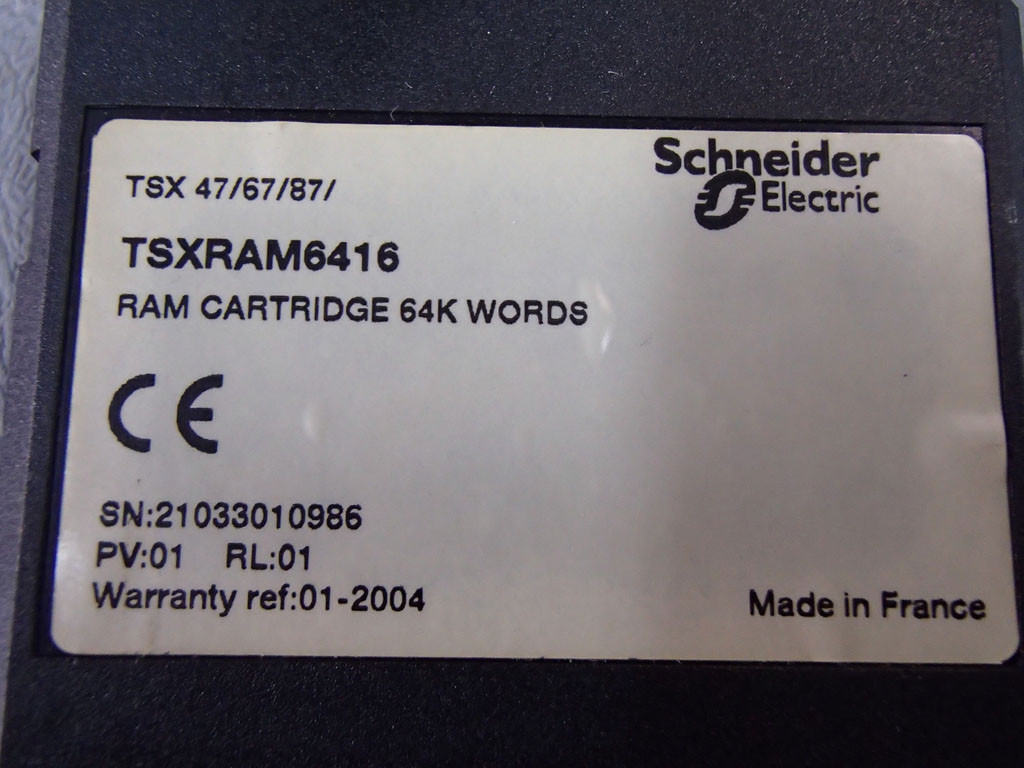 Schneider
Electric
TSX 47/67/87/
TSXRAM6416
RAM CARTRIDGE 64K WORDS
CE
SN:21033010986
PV:01 RL:01
Warranty ref:01-2004
Made in France